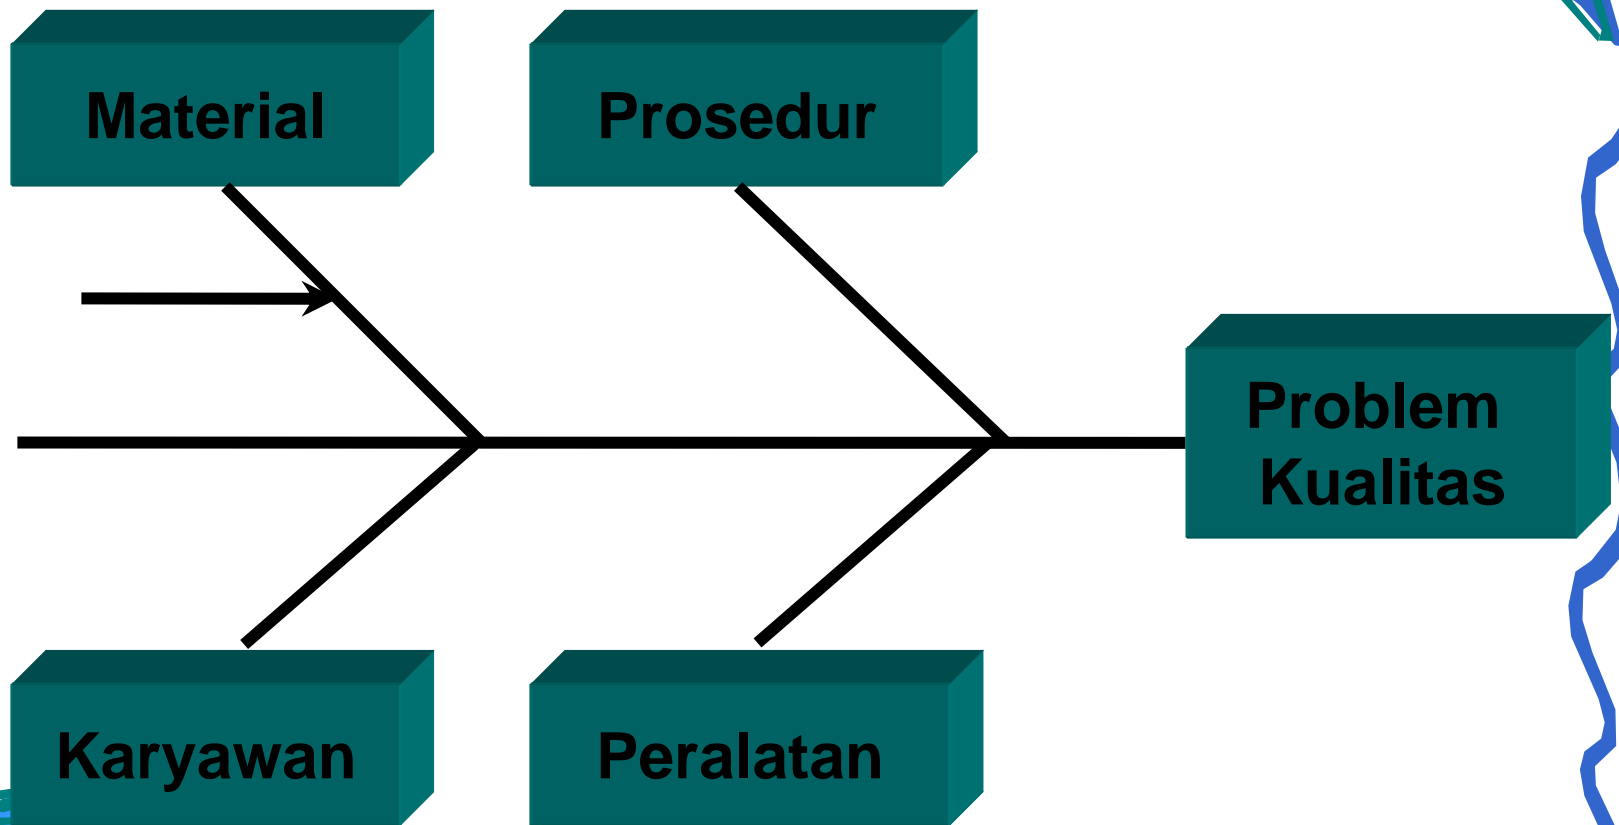 Material
Prosedur
Problem
Kualitas
Karyawan
Peralatan